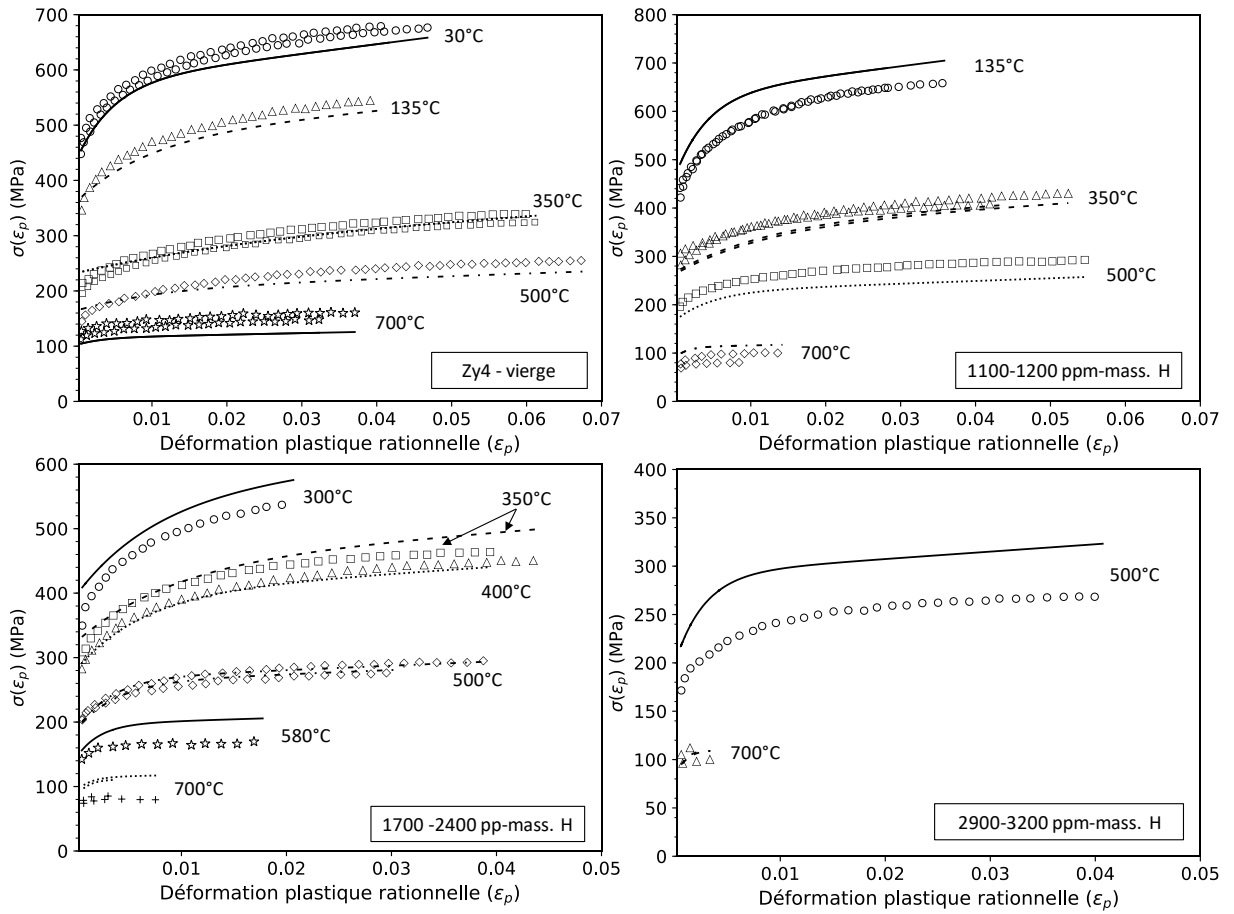 700
600
500
400
300
200
100
0
σ(εp) (MPa)
30°C
135°C
350°C
500°C
700°C
Zy4 - vierge
0.01 0.02 0.03 0.04 0.05 0.06 0.07
Déformation plastique rationnelle (εp)
800
700
600
500
400
300
200
100
0
σ(εp) (MPa)
135°C
350°C
500°C
700°C
1100-1200 ppm-mass. H
0.01 0.02 0.03 0.04 0.05 0.06 0.07
Déformation plastique rationnelle (εp)
600
500
400
300
200
100
0
σ(εp) (MPa)
300°C
350°C
400°C
500°C
580°C
700°C
1700 -2400 pp-mass. H
0.01 0.02 0.03 0.04 0.05
Déformation plastique rationnelle (εp)
400
350
300
250
200
150
100
50
0
σ(εp) (MPa)
500°C
700°C
2900-3200 ppm-mass. H
0.01 0.02 0.03 0.04 0.05
Déformation plastique rationnelle (εp)